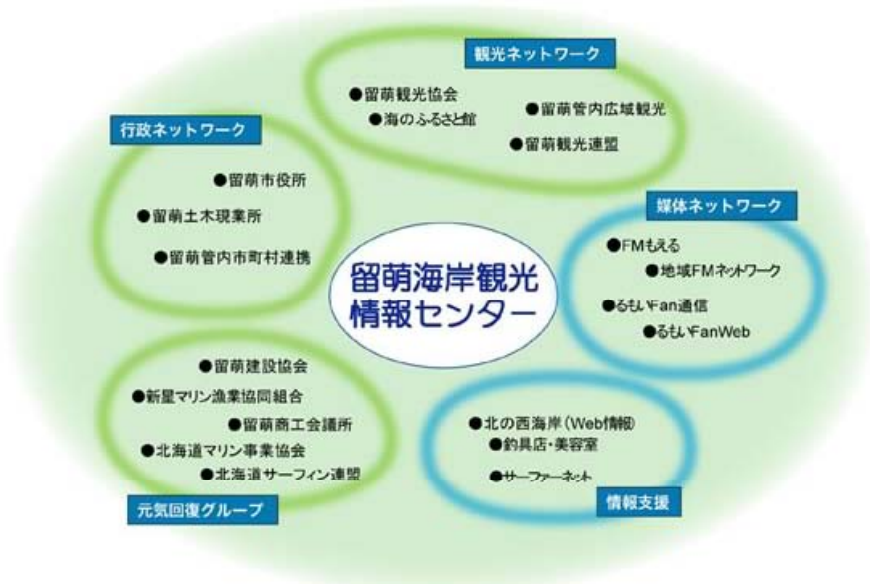 観光ネットワーク
●留萌観光協会
●海のふるさと館
●留萌管内広域観光
●留萌観光連盟
行政ネットワーク
●留萌市役所
●留萌土木現業所
●留萌管内市町村連携
媒体ネットワーク
●FMもえる
●地域FMネットワーク
●るもいFan通信
●るもいFanWeb
留萌海岸観光
情報センター
●留萌建設協会
●新星マリン漁業協同組合
●留萌商工会議所
●北海道マリン事業協会
●北海道サーフィン連盟
元気回復グループ
●北の西海岸(Web情報)
●釣具店・美容室
●サーファーネット
情報支援